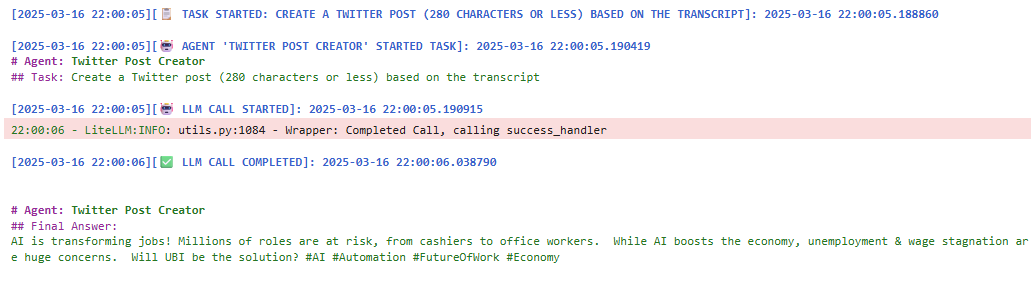 [2025-03-16 22:00:05][📋 TASK STARTED: CREATE A TWITTER POST (280 CHARACTERS OR LESS) BASED ON THE TRANSCRIPT]: 2025-03-16 22:00:05.188860
[2025-03-16 22:00:05][🤖 AGENT 'TWITTER POST CREATOR' STARTED TASK]: 2025-03-16 22:00:05.190419
# Agent: Twitter Post Creator
## Task: Create a Twitter post (280 characters or less) based on the transcript
[2025-03-16 22:00:05][🤖 LLM CALL STARTED]: 2025-03-16 22:00:05.190915
22:00:06 - LiteLLM:INFO: utils.py:1084 - Wrapper: Completed Call, calling success_handler
[2025-03-16 22:00:06][✅ LLM CALL COMPLETED]: 2025-03-16 22:00:06.038790
# Agent: Twitter Post Creator
## Final Answer:
AI is transforming jobs! Millions of roles are at risk, from cashiers to office workers.  While AI boosts the economy, unemployment & wage stagnation ar
e huge concerns.  Will UBI be the solution? #AI #Automation #FutureOfWork #Economy